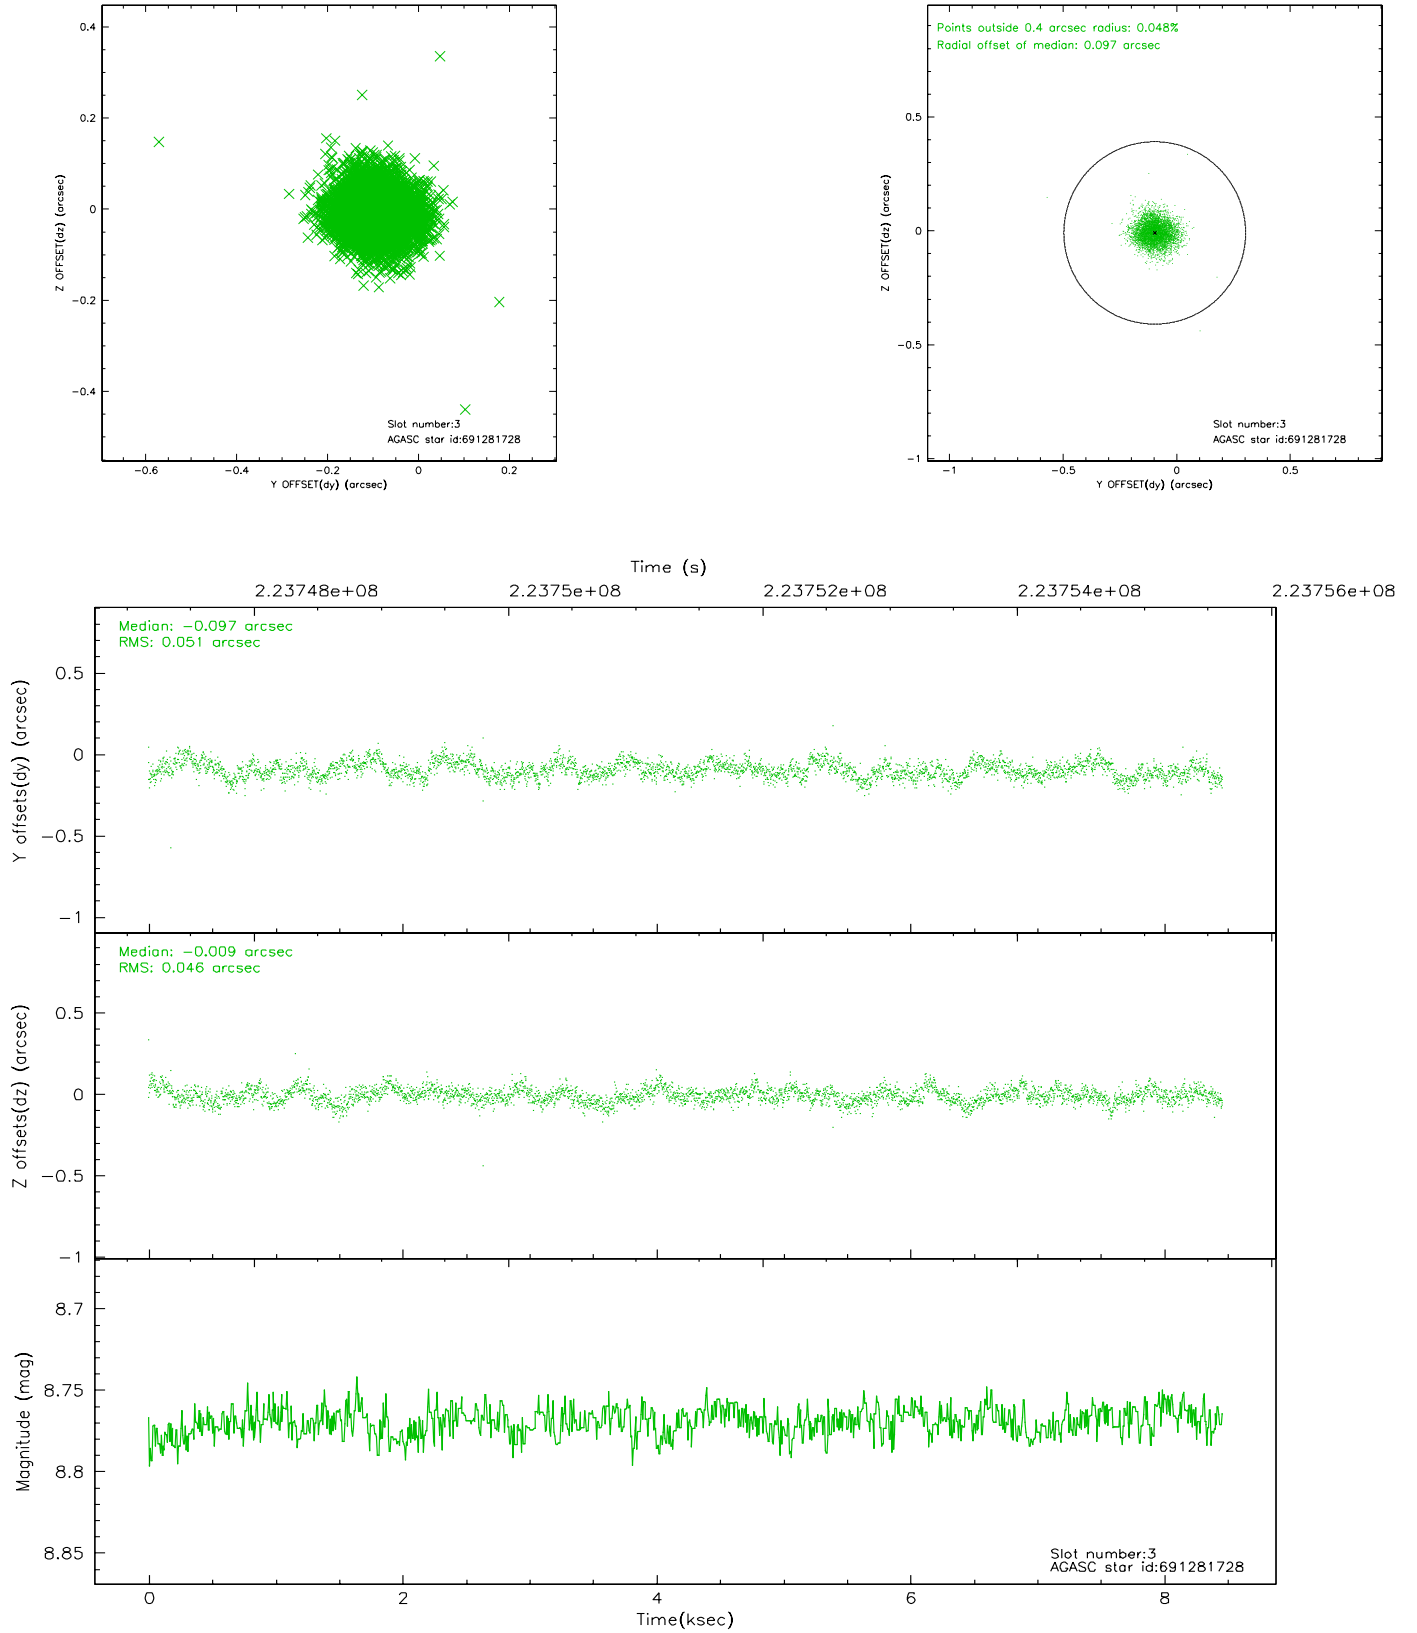 0.4
0.2
0
−0.2
−0.4
Z OFFSET(dz) (arcsec)
−0.6 −0.4 −0.2 0 0.2
Y OFFSET(dy) (arcsec)
Slot number:3
AGASC star id:691281728
Points outside 0.4 arcsec radius: 0.048%
Radial offset of median: 0.097 arcsec
0.5
0
−0.5
−1
Z OFFSET(dz) (arcsec)
−1 −0.5 0 0.5
Y OFFSET(dy) (arcsec)
Slot number:3
AGASC star id:691281728
Time (s)
2.23748e+08 2.2375e+08 2.23752e+08 2.23754e+08 2.23756e+08
Median: −0.097 arcsec
RMS: 0.051 arcsec
0.5
0
−0.5
−1
Y offsets(dy) (arcsec)
Median: −0.009 arcsec
RMS: 0.046 arcsec
0.5
0
−0.5
−1
Z offsets(dz) (arcsec)
8.7
8.75
8.8
8.85
Magnitude (mag)
Slot number:3
AGASC star id:691281728
0 2 4 6 8
Time(ksec)